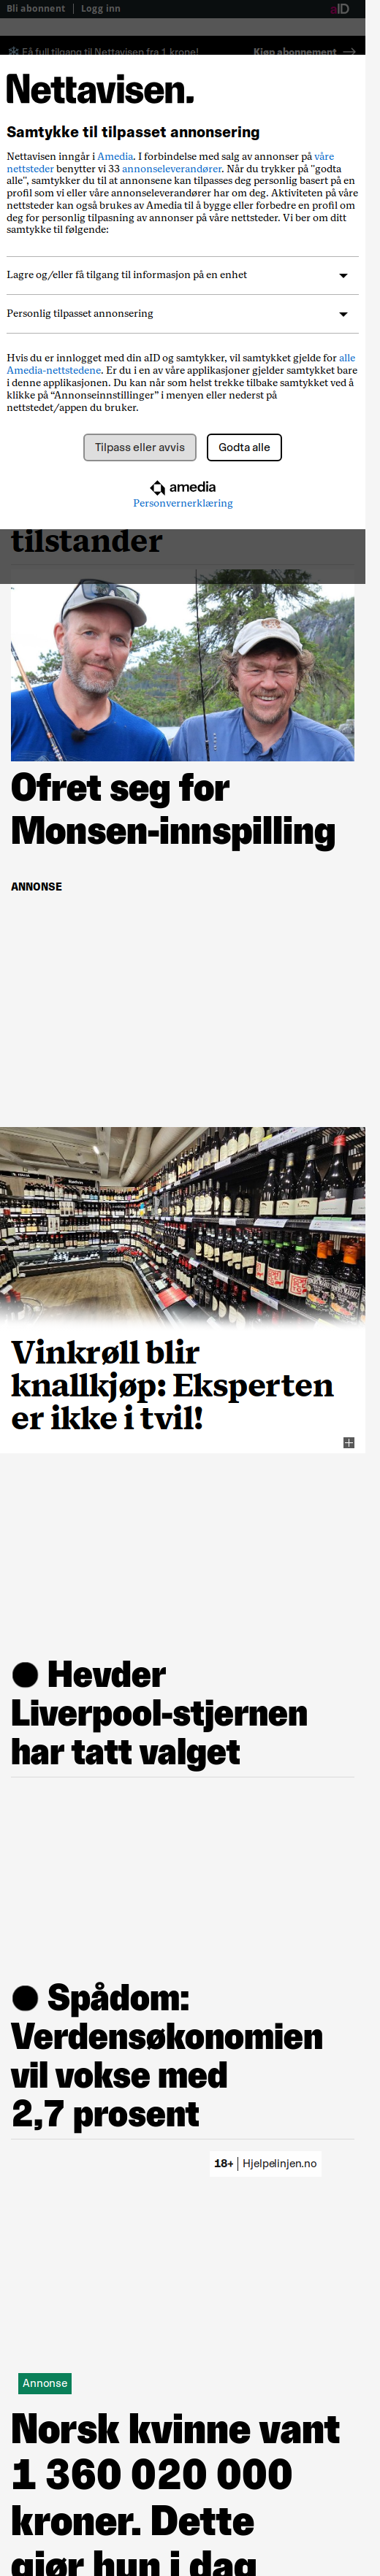 Bli abonnent | Logg inn
aID
Få full tilgang til Nettavisen fra 1 krone!
Kjøp abonnement →
Nettavisen.
Samtykke til tilpasset annonsering
Nettavisen inngår i Amedia. I forbindelse med salg av annonser på våre
nettsteder benytter vi 33 annonseleverandører. Når du trykker på "godta
alle", samtykker du til at annonsene kan tilpasses deg personlig basert på en
profil som vi eller våre annonseleverandører har om deg. Aktiviteten på våre
nettsteder kan også brukes av Amedia til å bygge eller forbedre en profil om
deg for personlig tilpasning av annonser på våre nettsteder. Vi ber om ditt
samtykke til følgende:
Lagre og/eller få tilgang til informasjon på en enhet
Personlig tilpasset annonsering
Hvis du er innlogget med din aID og samtykker, vil samtykket gjelde for alle
Amedia-nettstedene. Er du i en av våre applikasjoner gjelder samtykket bare
i denne applikasjonen. Du kan når som helst trekke tilbake samtykket ved å
klikke på “Annonseinnstillinger” i menyen eller nederst på
nettstedet/appen du bruker.
Tilpass eller avvis
Godta alle
amedia
Personvernerklæring
tilstander
Ofret seg for
Monsen-innspilling
ANNONSE
Vinkrøll blir
knallkjøp: Eksperten
er ikke i tvil!
● Hevder
Liverpool-stjernen
har tatt valget
● Spådom:
Verdensøkonomien
vil vokse med
2,7 prosent
18+ | Hjelpelinjen.no
Annonse
Norsk kvinne vant
1 360 020 000
kroner. Dette
gjør hun i dag